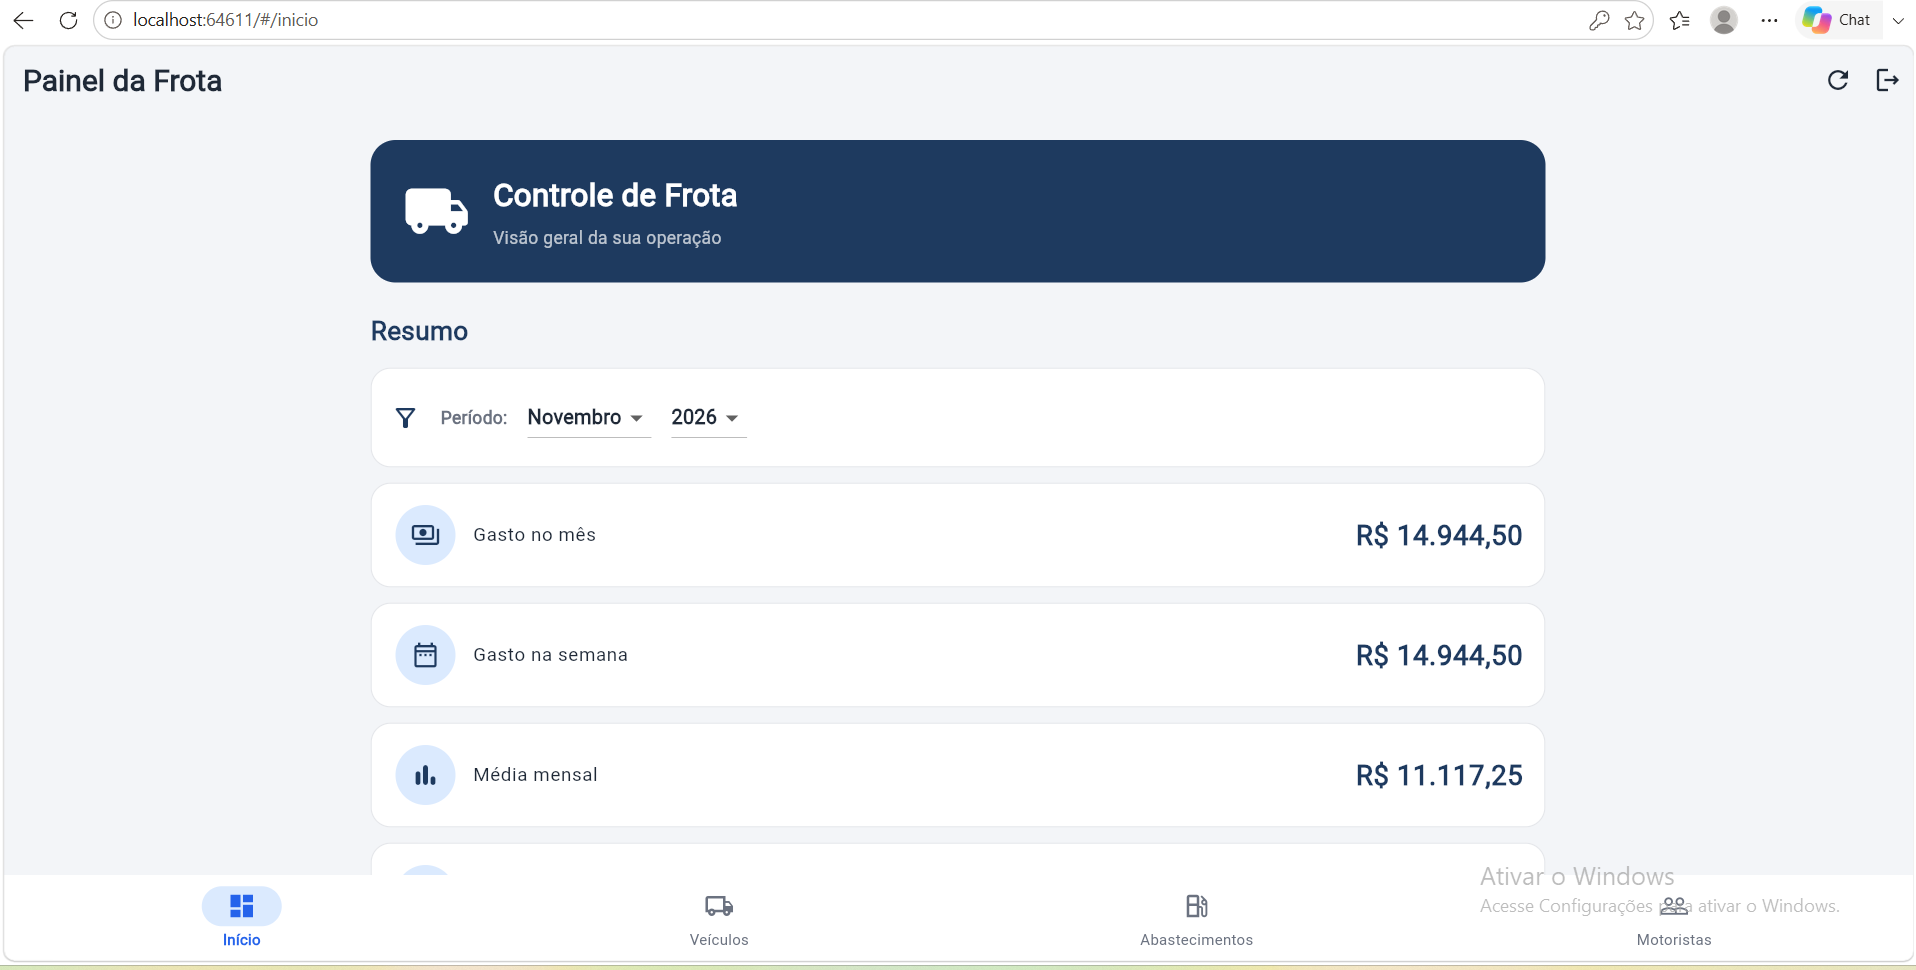 localhost:64611/#/inicio
Chat
Painel da Frota
Controle de Frota
Visão geral da sua operação
Resumo
Período: Novembro 2026
Gasto no mês R$ 14.944,50
Gasto na semana R$ 14.944,50
Média mensal R$ 11.117,25
Ativar o Windows
Acesse Configurações para ativar o Windows.
Início Veículos Abastecimentos Motoristas